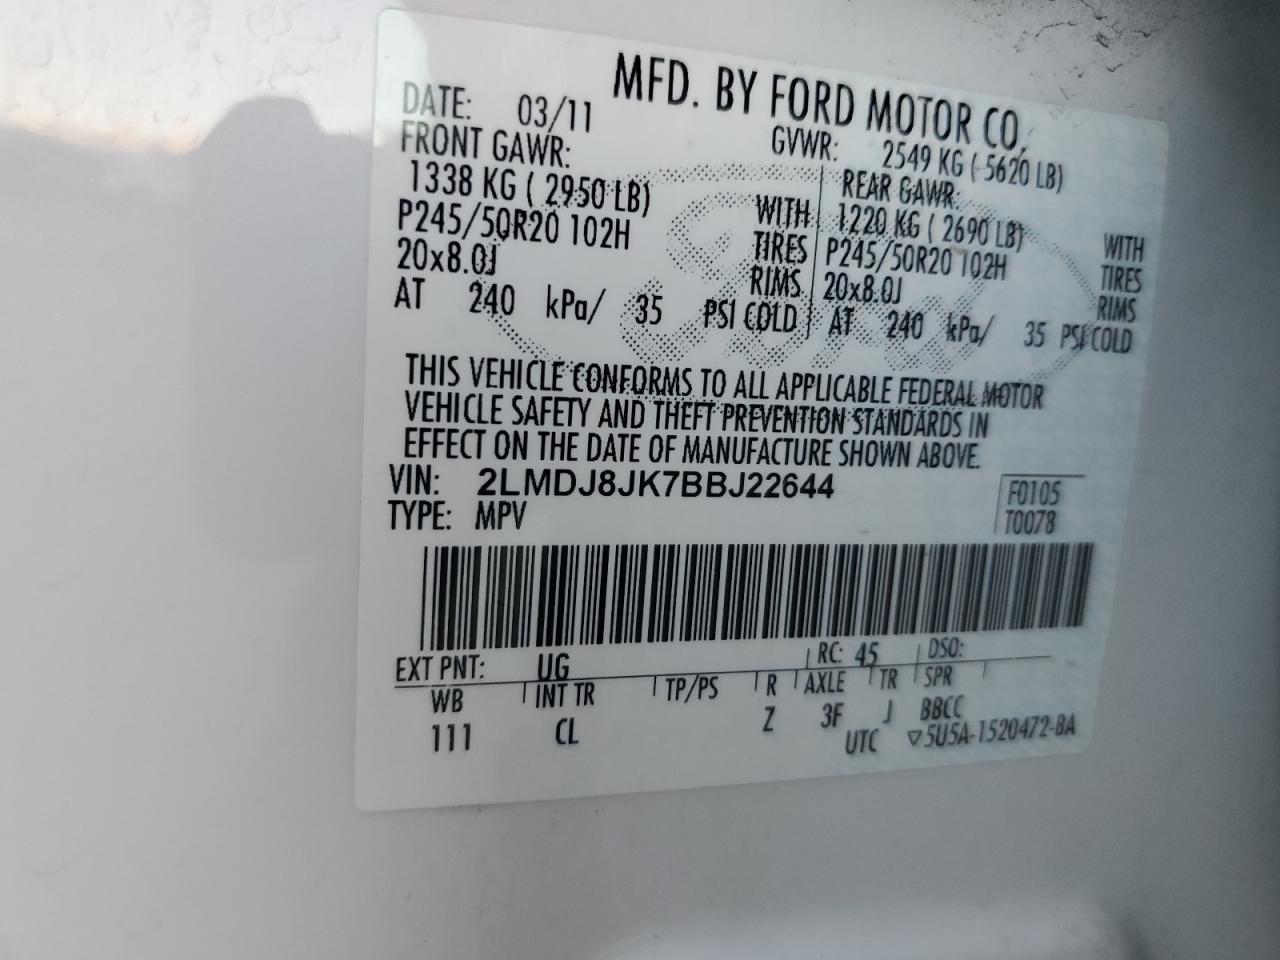 MFD. BY FORD MOTOR CO.
DATE: 03/11 GVWR: 2549 KG ( 5620 LB)
FRONT GAWR: REAR GAWR:
1338 KG ( 2950 LB) WITH 1220 KG ( 2690 LB) WITH
P245/50R20 102H TIRES P245/50R20 102H TIRES
20x8.0J RIMS 20x8.0J RIMS
AT 240 kPa/ 35 PSI COLD AT 240 kPa/ 35 PSI COLD
THIS VEHICLE CONFORMS TO ALL APPLICABLE FEDERAL MOTOR
VEHICLE SAFETY AND THEFT PREVENTION STANDARDS IN
EFFECT ON THE DATE OF MANUFACTURE SHOWN ABOVE.
VIN: 2LMDJ8JK7BBJ22644 F0105
TYPE: MPV T0078
EXT PNT: UG RC: 45 DSO:
WB INT TR TP/PS R AXLE TR SPR
111 CL Z 3F J BBCC
UTC ▽5U5A-1520472-BA